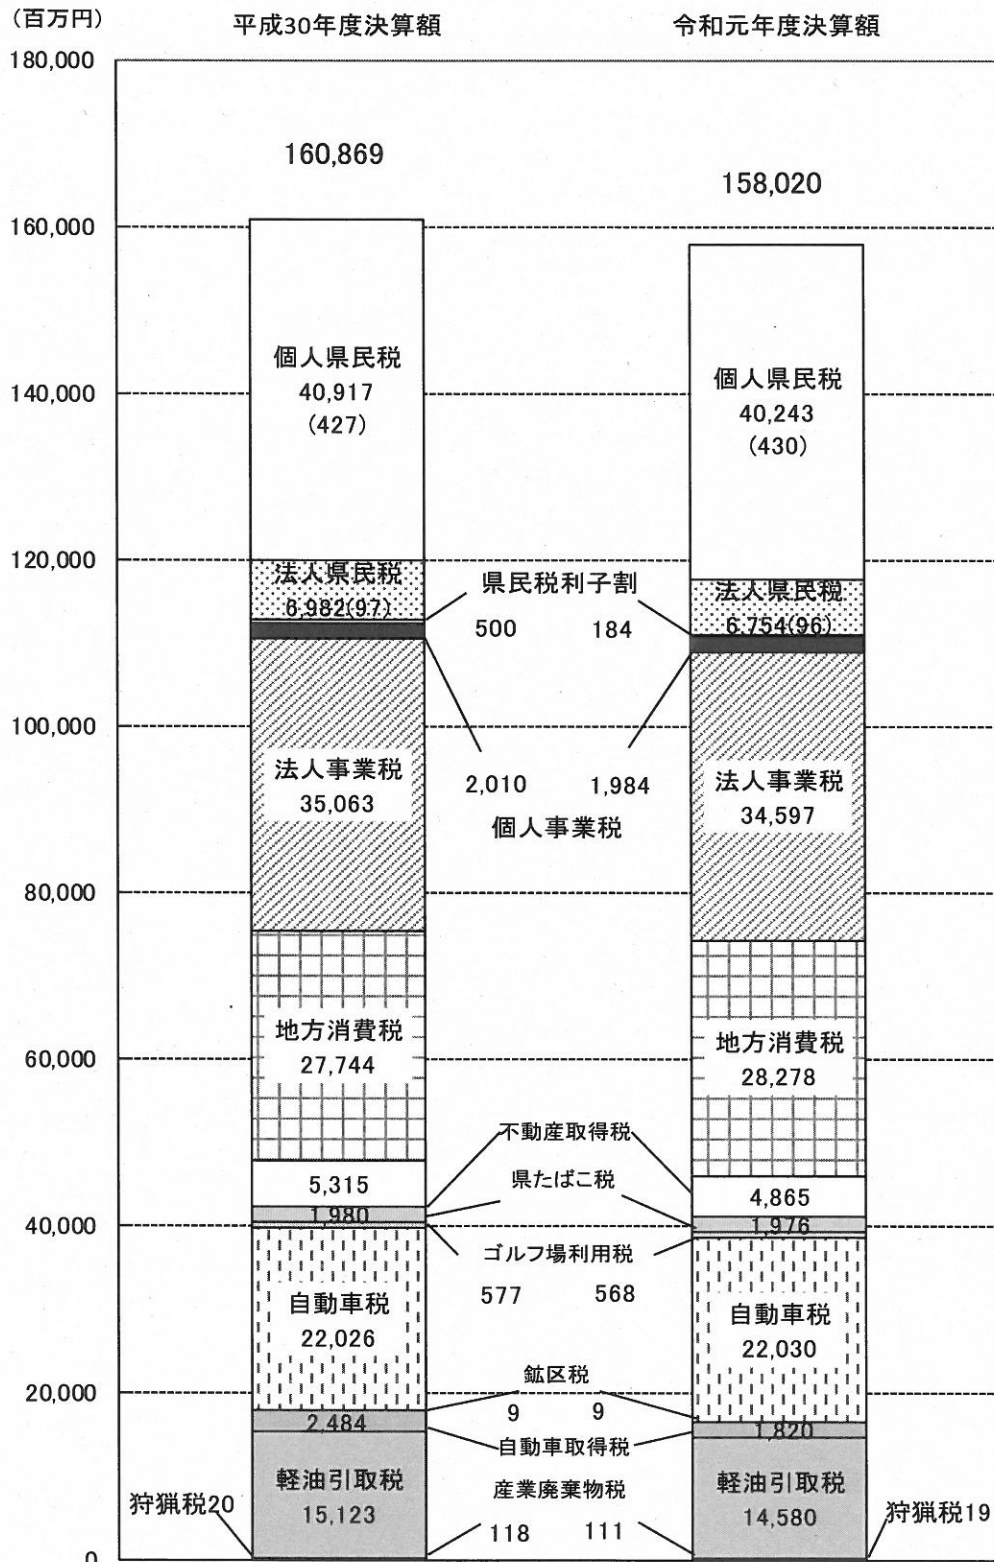 (百万円)
平成30年度決算額
令和元年度決算額
180,000
160,869
158,020
160,000
個人県民税
40,917
(427)
個人県民税
40,243
(430)
140,000
120,000
法人県民税
6,982(97)
県民税利子割
500
184
法人県民税
6,754(96)
100,000
法人事業税
35,063
2,010
1,984
個人事業税
法人事業税
34,597
80,000
地方消費税
27,744
地方消費税
28,278
60,000
不動産取得税
5,315
4,865
県たばこ税
1,980
1,976
40,000
ゴルフ場利用税
577
568
自動車税
22,026
自動車税
22,030
20,000
鉱区税
9
9
2,484
1,820
自動車取得税
軽油引取税
15,123
産業廃棄物税
118
111
軽油引取税
14,580
狩猟税20
狩猟税19
0